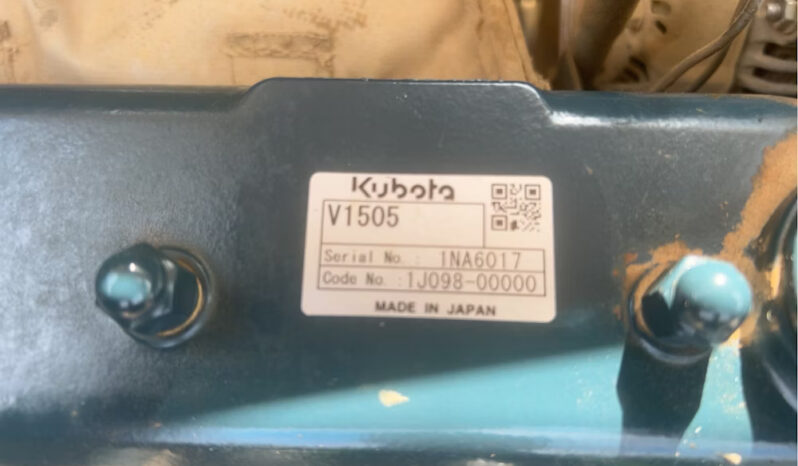 Kubota
V1505
Serial No. : 1NA6017
Code No. : 1J098-00000
MADE IN JAPAN